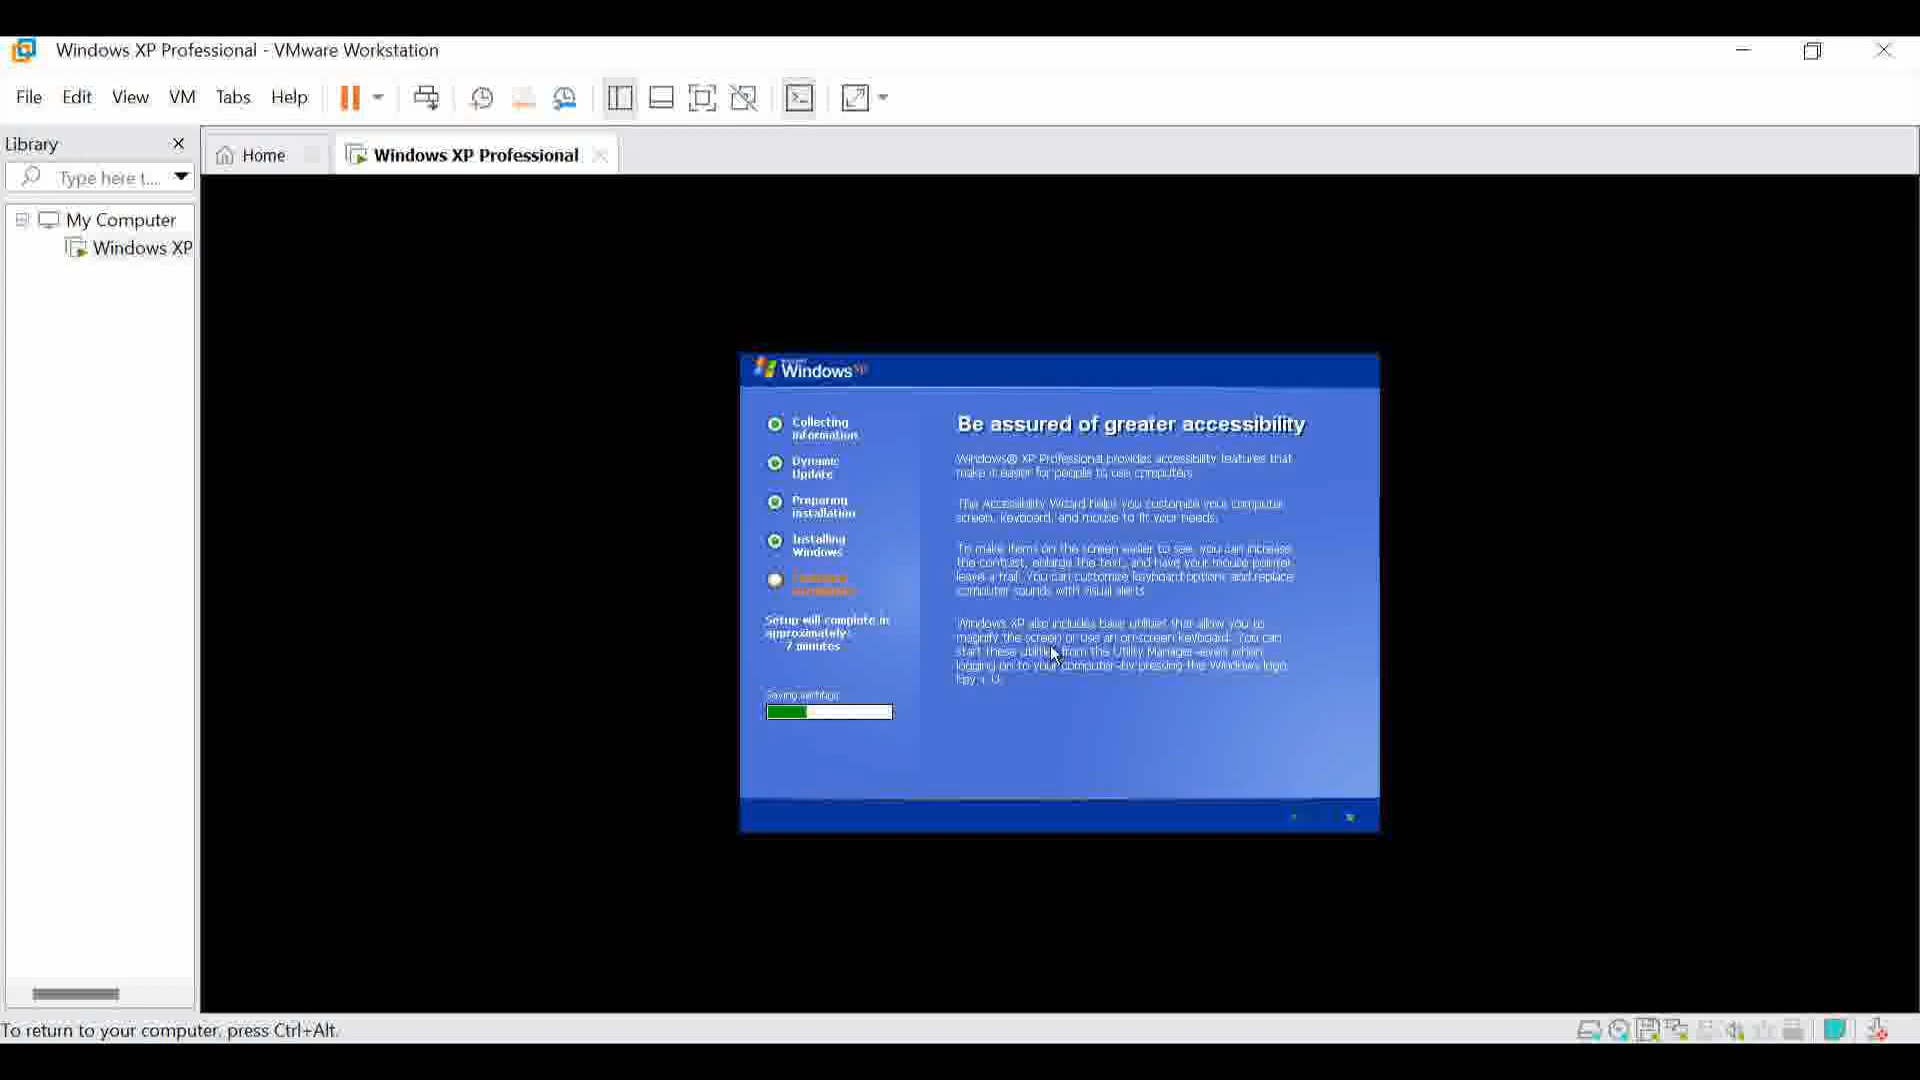 Windows XP Professional - VMware Workstation
File Edit View VM Tabs Help
Library
Home
Windows XP Professional
Type here t....
My Computer
Windows XP
Windows xp
Collecting
information
Dynamic
Update
Preparing
installation
Installing
Windows
Setup will complete in
approximately:
7 minutes
Be assured of greater accessibility
Windows® XP Professional provides accessibility features that
make it easier for people to use computers.
The Accessibility Wizard helps you customize your computer
screen, keyboard, and mouse to fit your needs.
To make items on the screen easier to see, you can increase
the contrast, enlarge the text, and have your mouse pointer
leave a trail. You can customize keyboard options and replace
computer sounds with visual alerts.
Windows XP also includes basic utilities that allow you to
magnify the screen or use an on-screen keyboard. You can
start these utilities from the Utility Manager-even when
logging on to your computer-by pressing the Windows logo
key + U.
To return to your computer, press Ctrl+Alt.